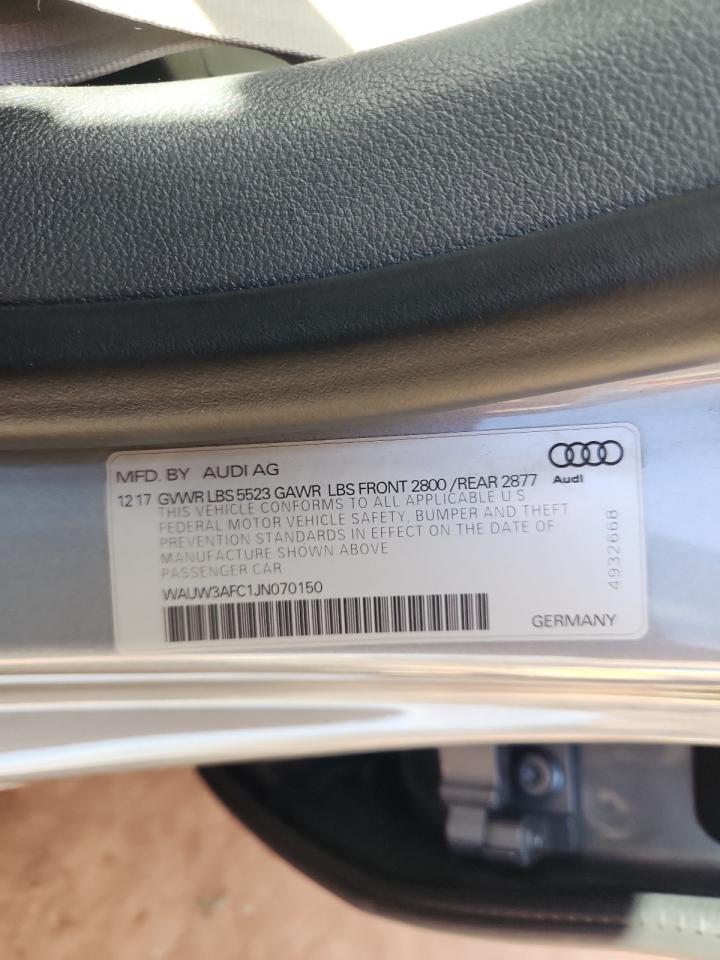 MFD. BY AUDI AG
Audi
12 17 GVWR LBS 5523 GAWR LBS FRONT 2800 /REAR 2877
THIS VEHICLE CONFORMS TO ALL APPLICABLE U S
FEDERAL MOTOR VEHICLE SAFETY, BUMPER AND THEFT
PREVENTION STANDARDS IN EFFECT ON THE DATE OF
MANUFACTURE SHOWN ABOVE
PASSENGER CAR
WAUW3AFC1JN070150
4932668
GERMANY